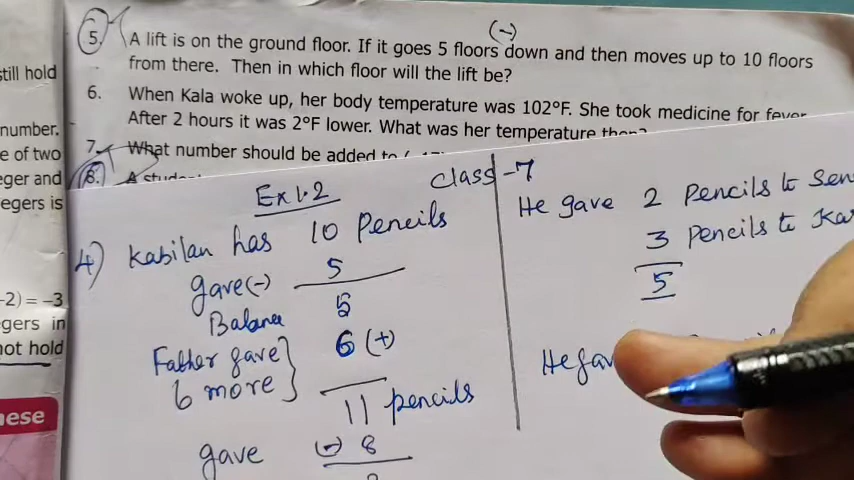 (-)
5. A lift is on the ground floor. If it goes 5 floors down and then moves up to 10 floors
from there. Then in which floor will the lift be?
6. When Kala woke up, her body temperature was 102°F. She took medicine for fever.
After 2 hours it was 2°F lower. What was her temperature then?
7. What number should be added to
8. A
still hold
number.
e of two
eger and
egers is
-2) = -3
gers in
not hold
nese
Ex 1.2
class-7
4) Kabilan has 10 Pencils
gave (-) 5
Balance 5
Father gave } 6 (+)
6 more
11 pencils
gave (-) 8
He gave 2 Pencils to Sen
3 Pencils to Ka
5
He gav